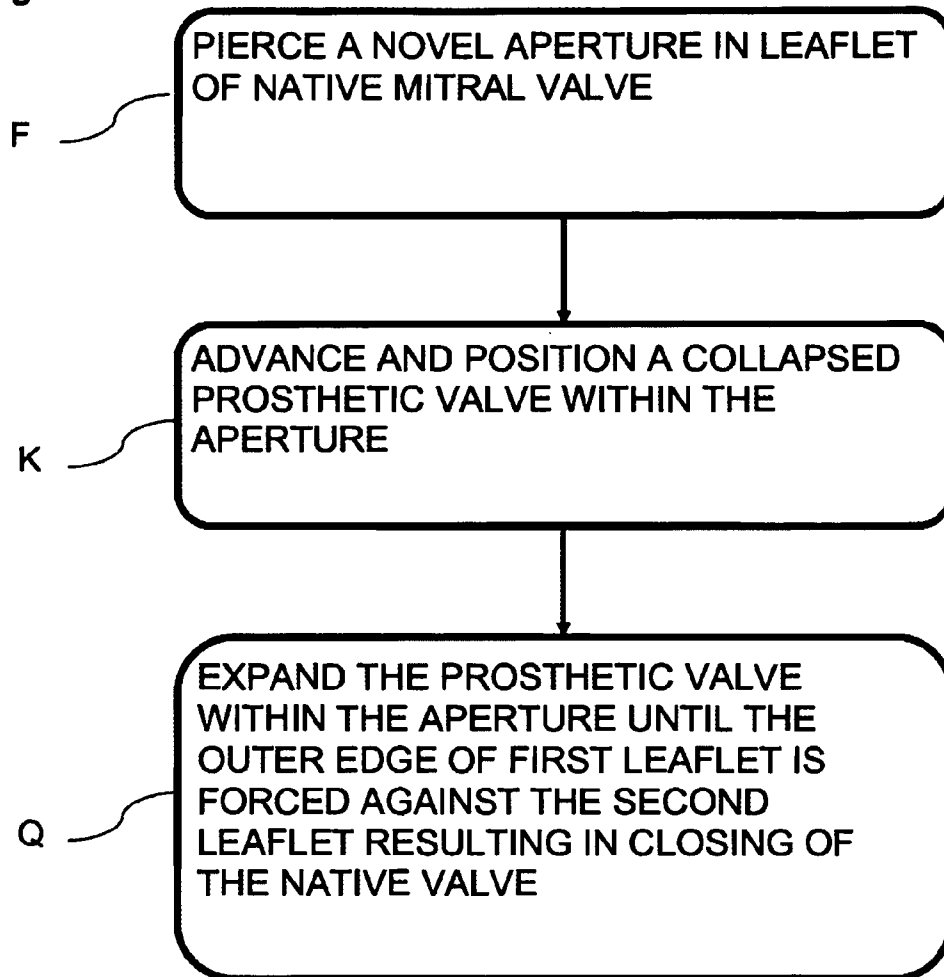 PIERCE A NOVEL APERTURE IN LEAFLET
OF NATIVE MITRAL VALVE
F
ADVANCE AND POSITION A COLLAPSED
PROSTHETIC VALVE WITHIN THE
APERTURE
K
EXPAND THE PROSTHETIC VALVE
WITHIN THE APERTURE UNTIL THE
OUTER EDGE OF FIRST LEAFLET IS
FORCED AGAINST THE SECOND
LEAFLET RESULTING IN CLOSING OF
THE NATIVE VALVE
Q